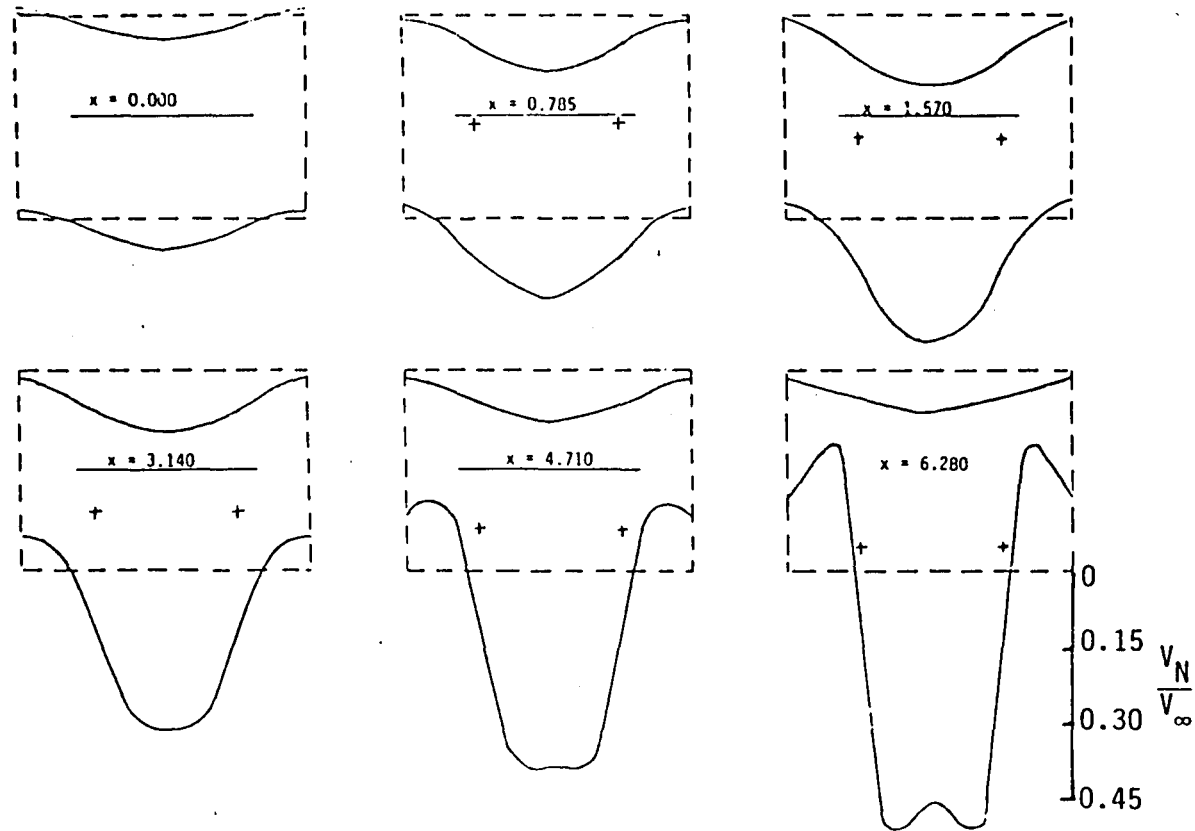 x = 0.000
x = 0.785
x = 1.570
x = 3.140
x = 4.710
x = 6.280
0
0.15
0.30
0.45
V_N
V_∞